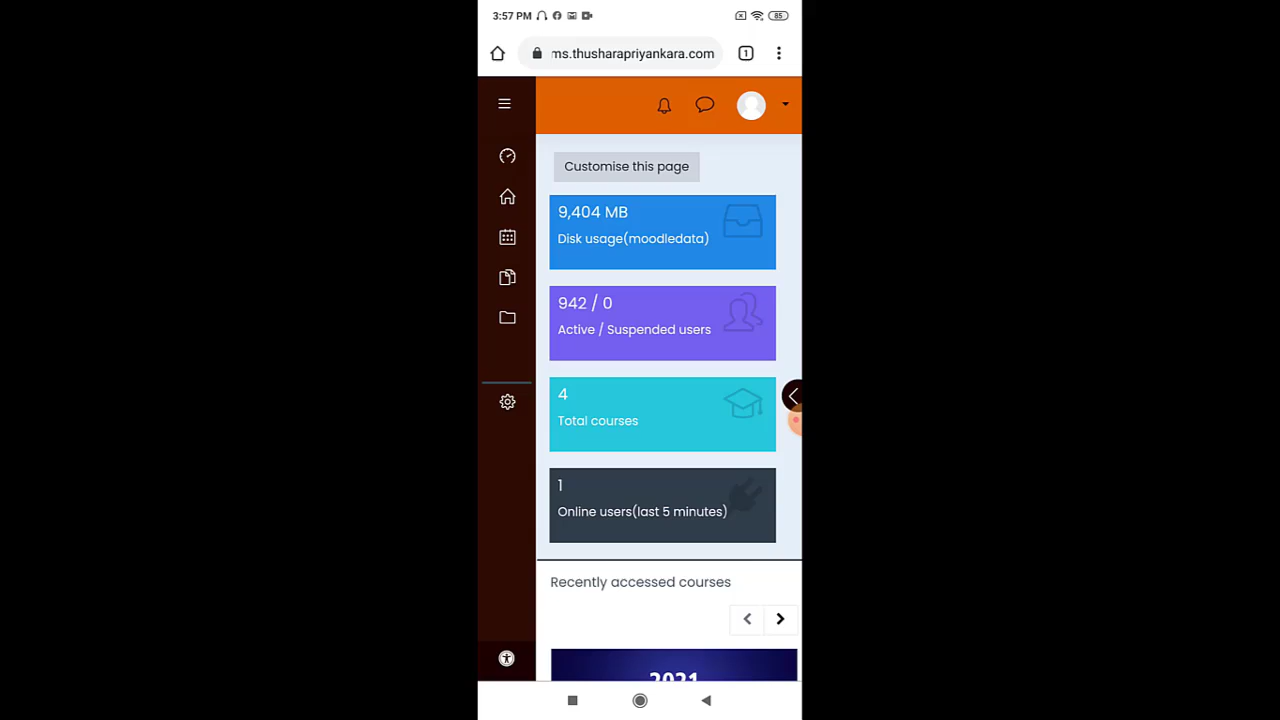 3:57 PM
85
ms.thusharapriyankara.com
1
Customise this page
9,404 MB
Disk usage(moodledata)
942 / 0
Active / Suspended users
4
Total courses
1
Online users(last 5 minutes)
Recently accessed courses
2021